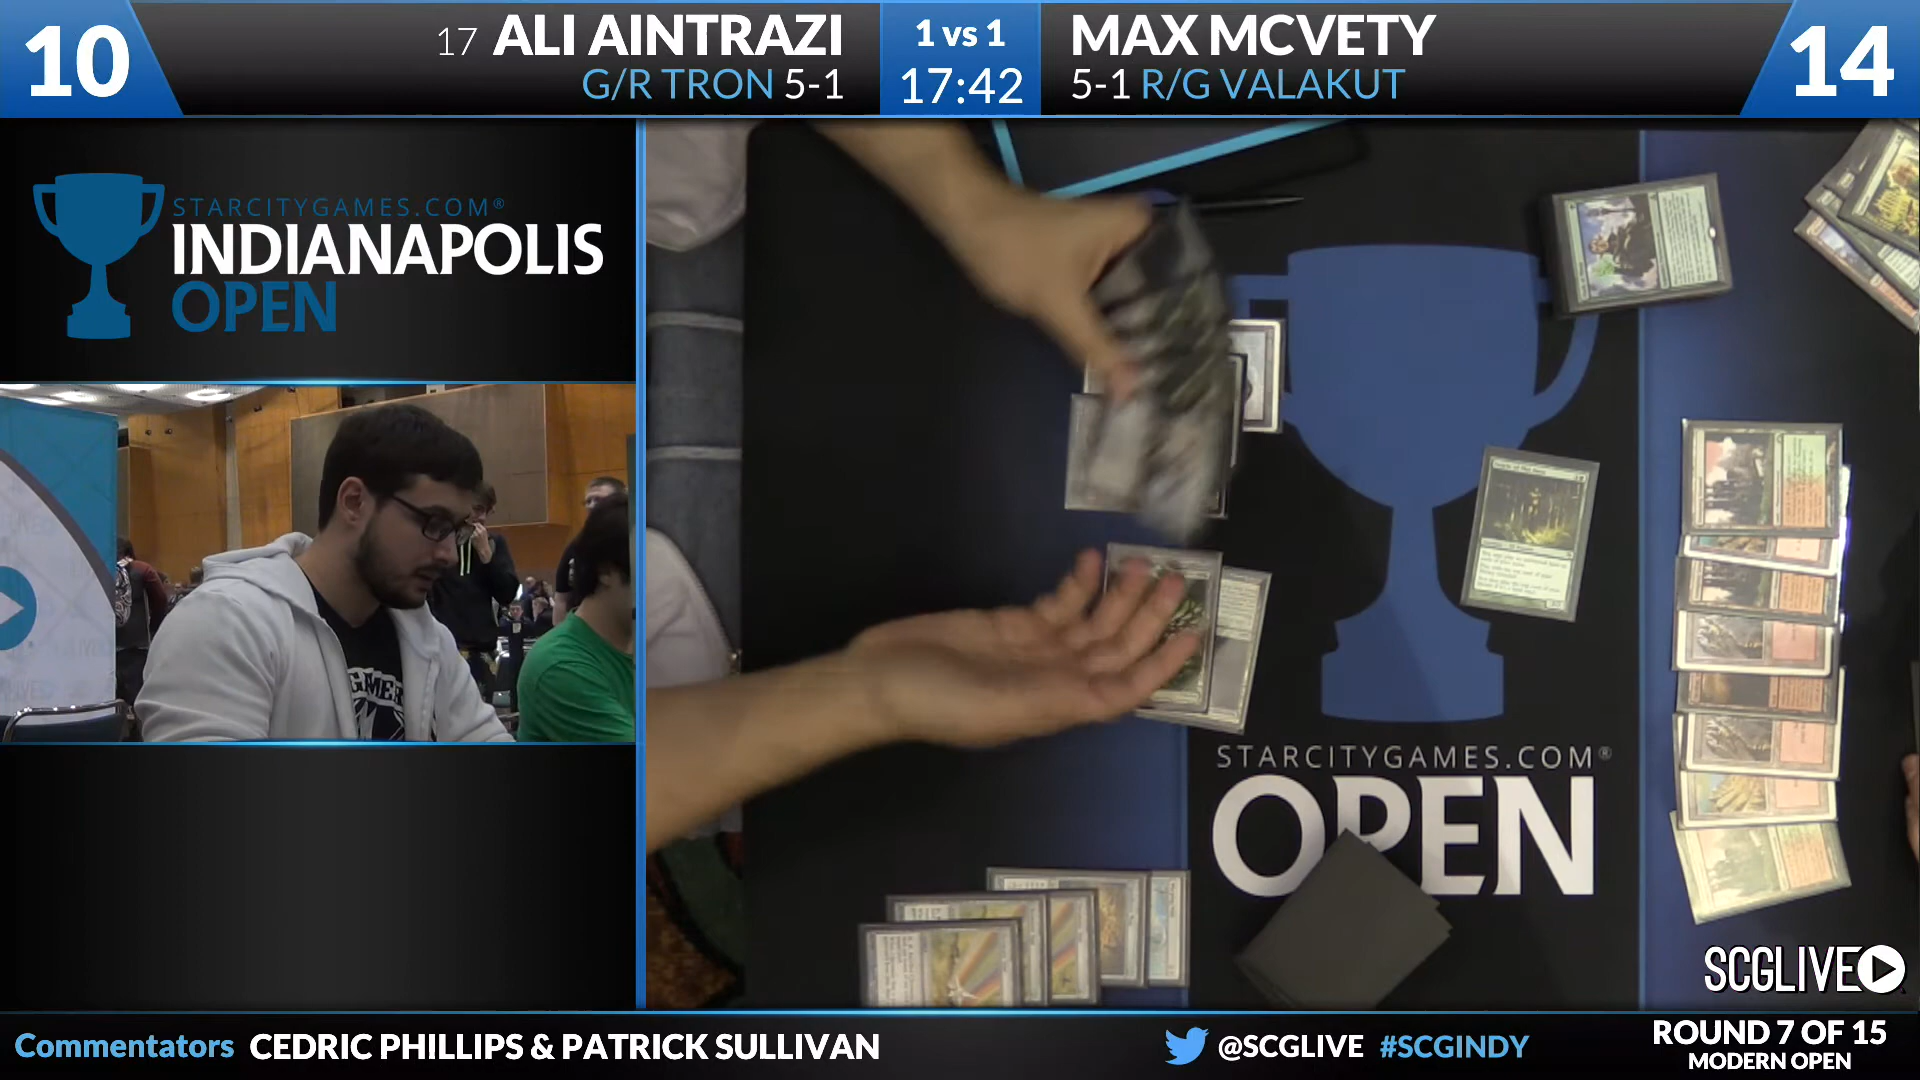 10
17 ALI AINTRAZI
G/R TRON 5-1
1 vs 1
17:42
MAX MCVETY
5-1 R/G VALAKUT
14
STARCITYGAMES.COM®
INDIANAPOLIS
OPEN
GAMER
STARCITYGAMES.COM®
OPEN
SCGLIVE
Commentators CEDRIC PHILLIPS & PATRICK SULLIVAN
@SCGLIVE #SCGINDY
ROUND 7 OF 15
MODERN OPEN